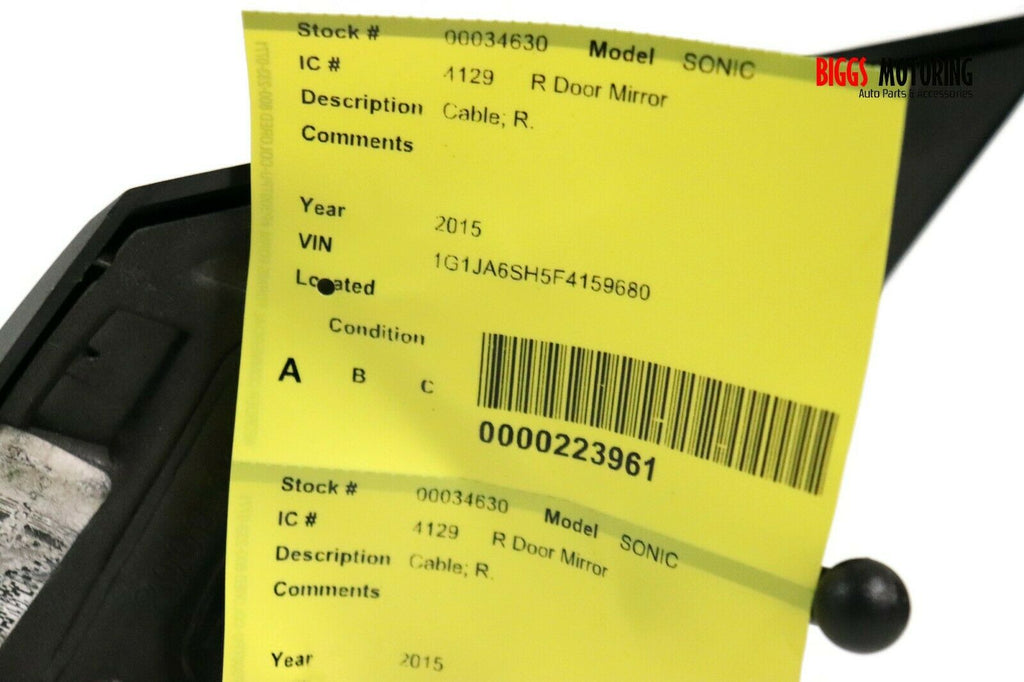 BIGGS MOTORING
Auto Parts & Accessories
Stock # 00034630 Model SONIC
IC # 4129 R Door Mirror
Description Cable; R.
Comments
Year 2015
VIN 1G1JA6SH5F4159680
Located
Condition
A B C
0000223961
Stock # 00034630 Model SONIC
IC # 4129 R Door Mirror
Description Cable; R.
Comments
Year 2015